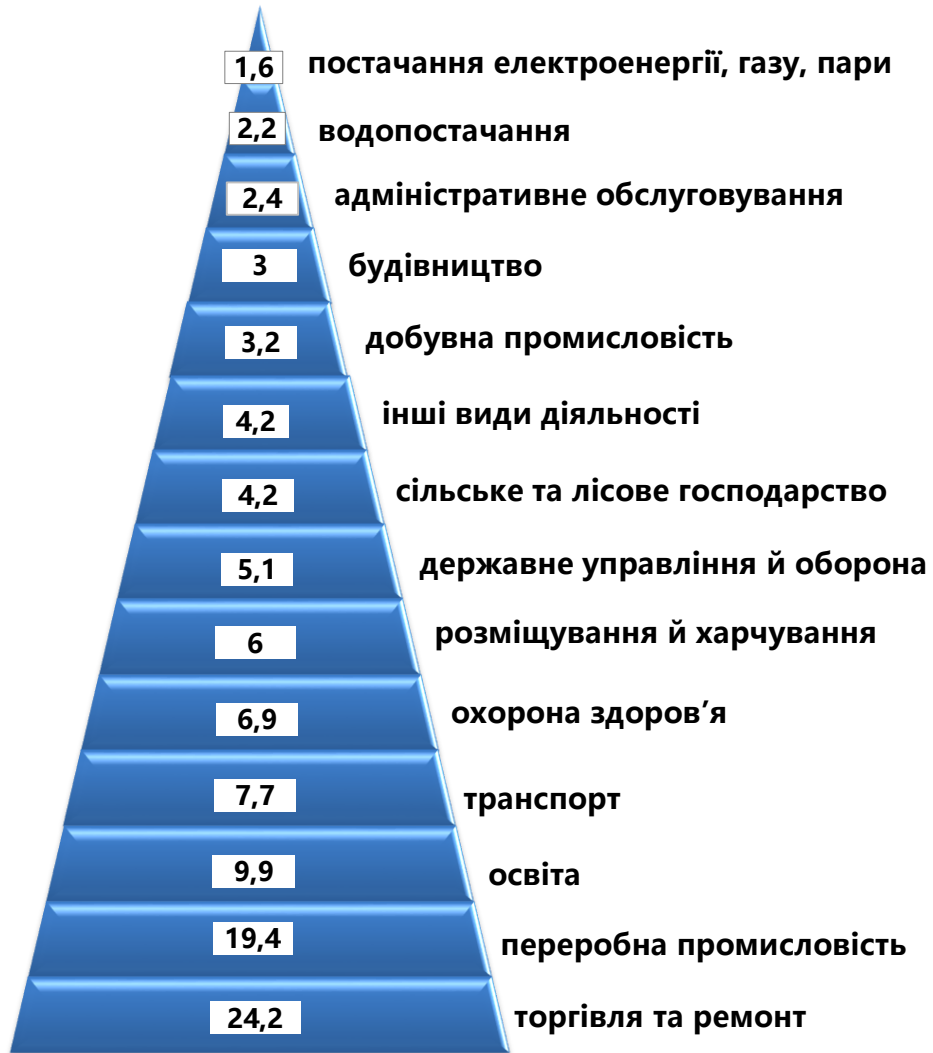 1,6 постачання електроенергії, газу, пари
2,2 водопостачання
2,4 адміністративне обслуговування
3 будівництво
3,2 добувна промисловість
4,2 інші види діяльності
4,2 сільське та лісове господарство
5,1 державне управління й оборона
6 розміщування й харчування
6,9 охорона здоров’я
7,7 транспорт
9,9 освіта
19,4 переробна промисловість
24,2 торгівля та ремонт